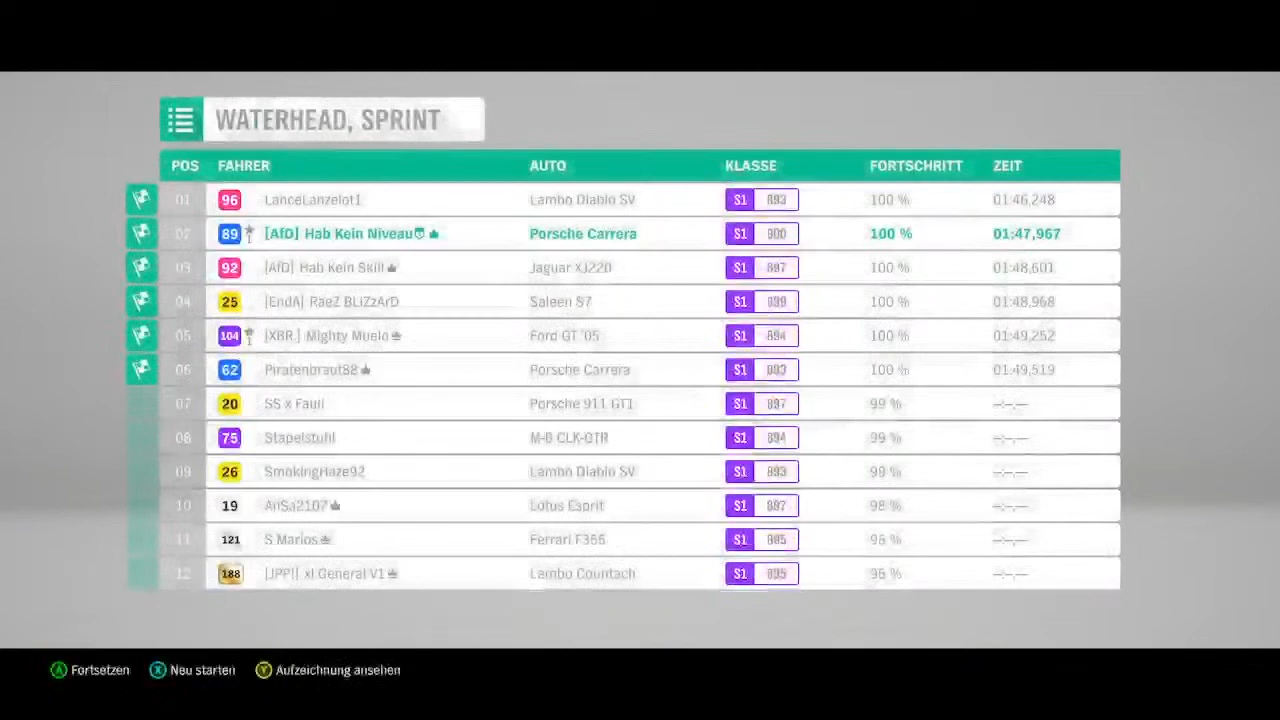 WATERHEAD, SPRINT
POS FAHRER AUTO KLASSE FORTSCHRITT ZEIT
01 96 LanceLanzelot1 Lambo Diablo SV S1 893 100 % 01:46,248
02 89 [AfD] Hab Kein Niveau Porsche Carrera S1 900 100 % 01:47,967
03 92 [AfD] Hab Kein Skill Jaguar XJ220 S1 897 100 % 01:48,601
04 25 [EndA] RaeZ BLiZzArD Saleen S7 S1 899 100 % 01:48,968
05 104 [XBR.] Mighty Muelo Ford GT '05 S1 894 100 % 01:49,252
06 62 Piratenbraut88 Porsche Carrera S1 100 % 01:49,519
07 20 SS x Fauli Porsche 911 GT1 S1 897 99 % --:--,---
08 75 Stapelstuhl M-B CLK-GTR S1 894 99 % --:--,---
09 26 SmokingHaze92 Lambo Diablo SV S1 893 99 % --:--,---
10 19 AnSa2107 Lotus Esprit S1 98 % --:--,---
11 121 S Marios Ferrari F355 S1 96 % --:--,---
12 188 [JPP!] xl General V1 Lambo Countach S1 895 96 % --:--,---
A Fortsetzen X Neu starten Y Aufzeichnung ansehen